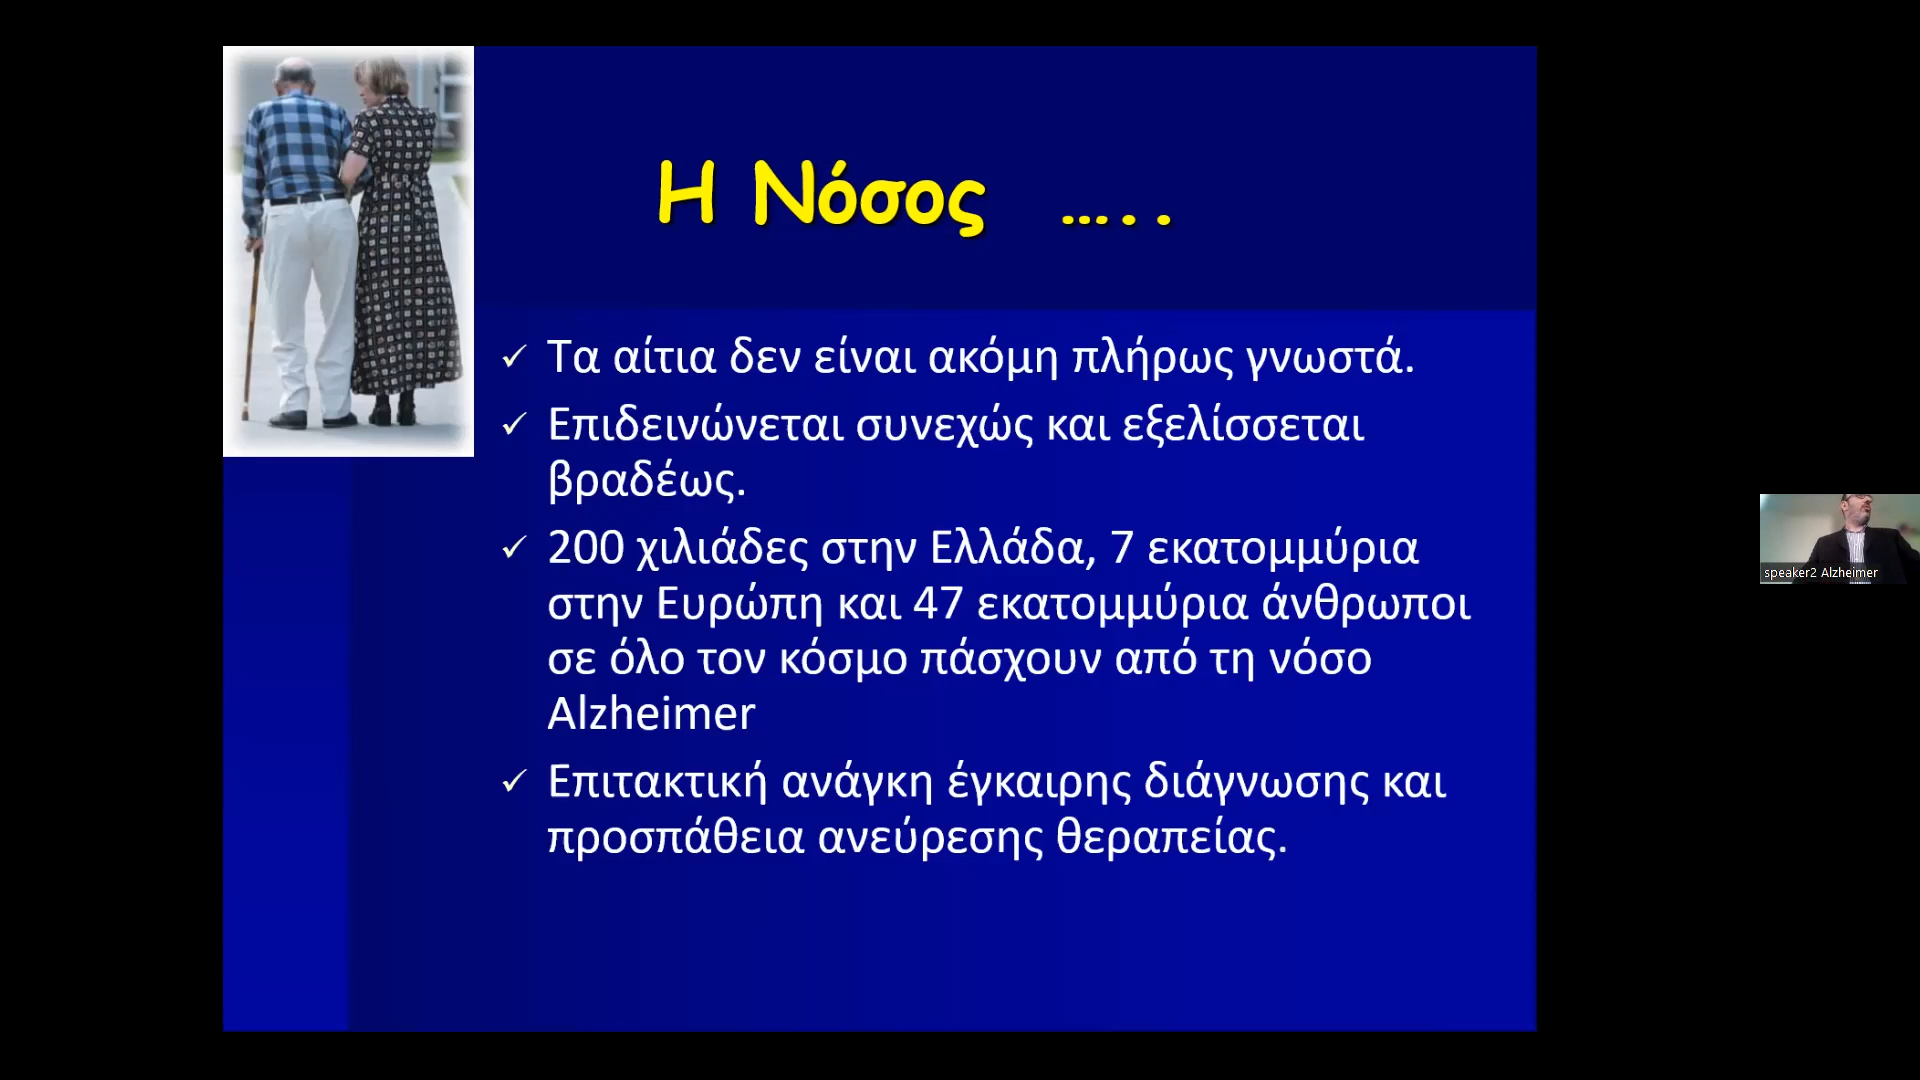 Η Νόσος .....
✓ Τα αίτια δεν είναι ακόμη πλήρως γνωστά.
✓ Επιδεινώνεται συνεχώς και εξελίσσεται
βραδέως.
✓ 200 χιλιάδες στην Ελλάδα, 7 εκατομμύρια
στην Ευρώπη και 47 εκατομμύρια άνθρωποι
σε όλο τον κόσμο πάσχουν από τη νόσο
Alzheimer
✓ Επιτακτική ανάγκη έγκαιρης διάγνωσης και
προσπάθεια ανεύρεσης θεραπείας.
speaker2 Alzheimer